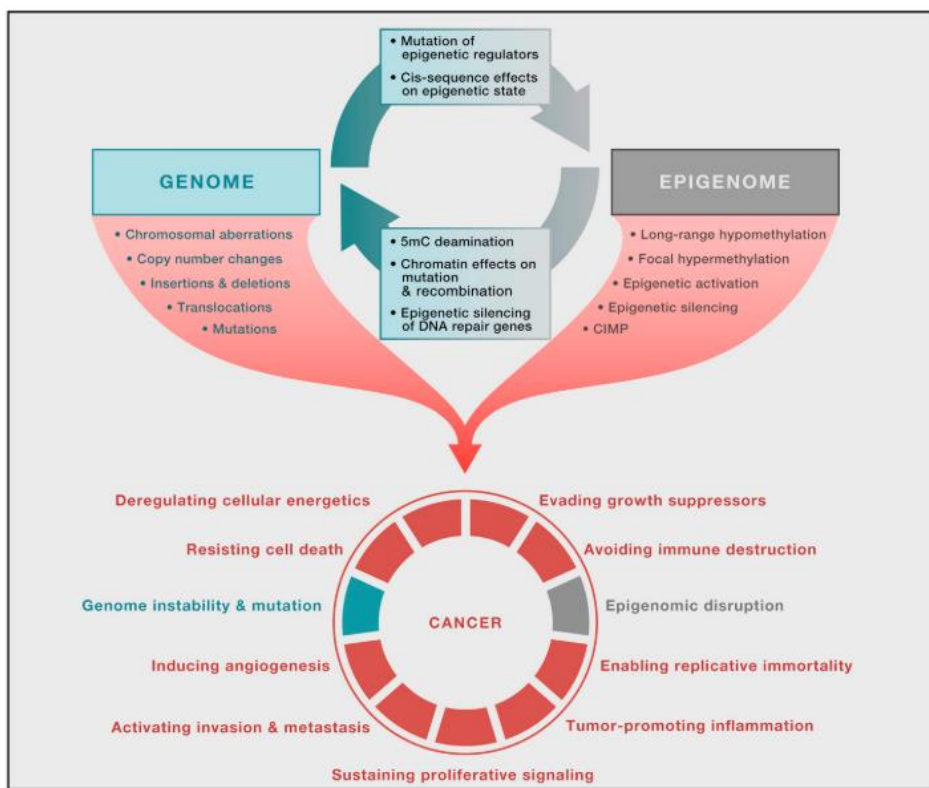 • Mutation of
epigenetic regulators
• Cis-sequence effects
on epigenetic state
GENOME
EPIGENOME
• Chromosomal aberrations
• Copy number changes
• Insertions & deletions
• Translocations
• Mutations
• 5mC deamination
• Chromatin effects on
mutation
& recombination
• Epigenetic silencing
of DNA repair genes
• Long-range hypomethylation
• Focal hypermethylation
• Epigenetic activation
• Epigenetic silencing
• CIMP
Deregulating cellular energetics
Evading growth suppressors
Resisting cell death
Avoiding immune destruction
Genome instability & mutation
CANCER
Epigenomic disruption
Inducing angiogenesis
Enabling replicative immortality
Activating invasion & metastasis
Tumor-promoting inflammation
Sustaining proliferative signaling